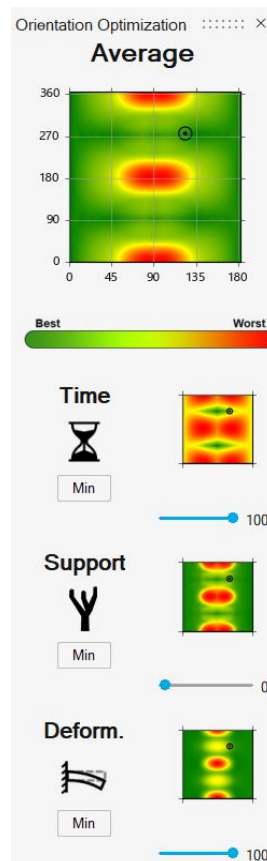 Orientation Optimization ×
Average
360
270
180
90
0
0 45 90 135 180
Best Worst
Time
Min
100
Support
Min
0
Deform.
Min
100